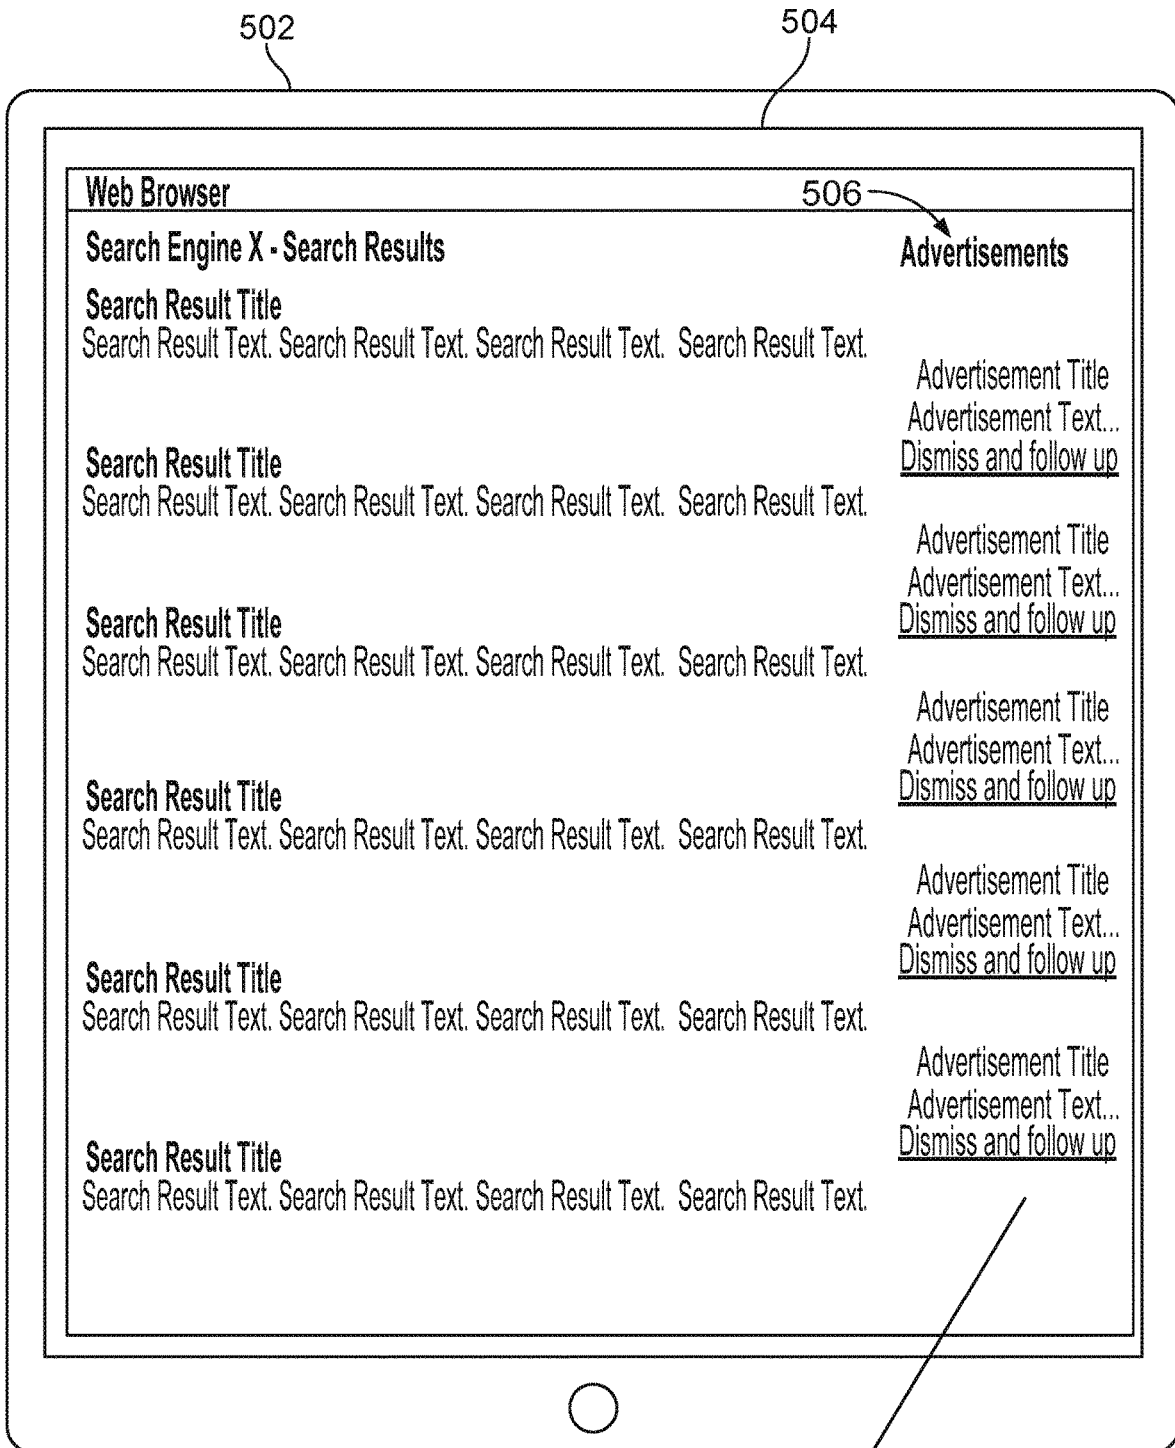 502
504
Web Browser
506
Search Engine X - Search Results
Advertisements
Search Result Title
Search Result Text. Search Result Text. Search Result Text. Search Result Text.
Search Result Title
Search Result Text. Search Result Text. Search Result Text. Search Result Text.
Search Result Title
Search Result Text. Search Result Text. Search Result Text. Search Result Text.
Search Result Title
Search Result Text. Search Result Text. Search Result Text. Search Result Text.
Search Result Title
Search Result Text. Search Result Text. Search Result Text. Search Result Text.
Search Result Title
Search Result Text. Search Result Text. Search Result Text. Search Result Text.
Advertisement Title
Advertisement Text...
Dismiss and follow up
Advertisement Title
Advertisement Text...
Dismiss and follow up
Advertisement Title
Advertisement Text...
Dismiss and follow up
Advertisement Title
Advertisement Text...
Dismiss and follow up
Advertisement Title
Advertisement Text...
Dismiss and follow up